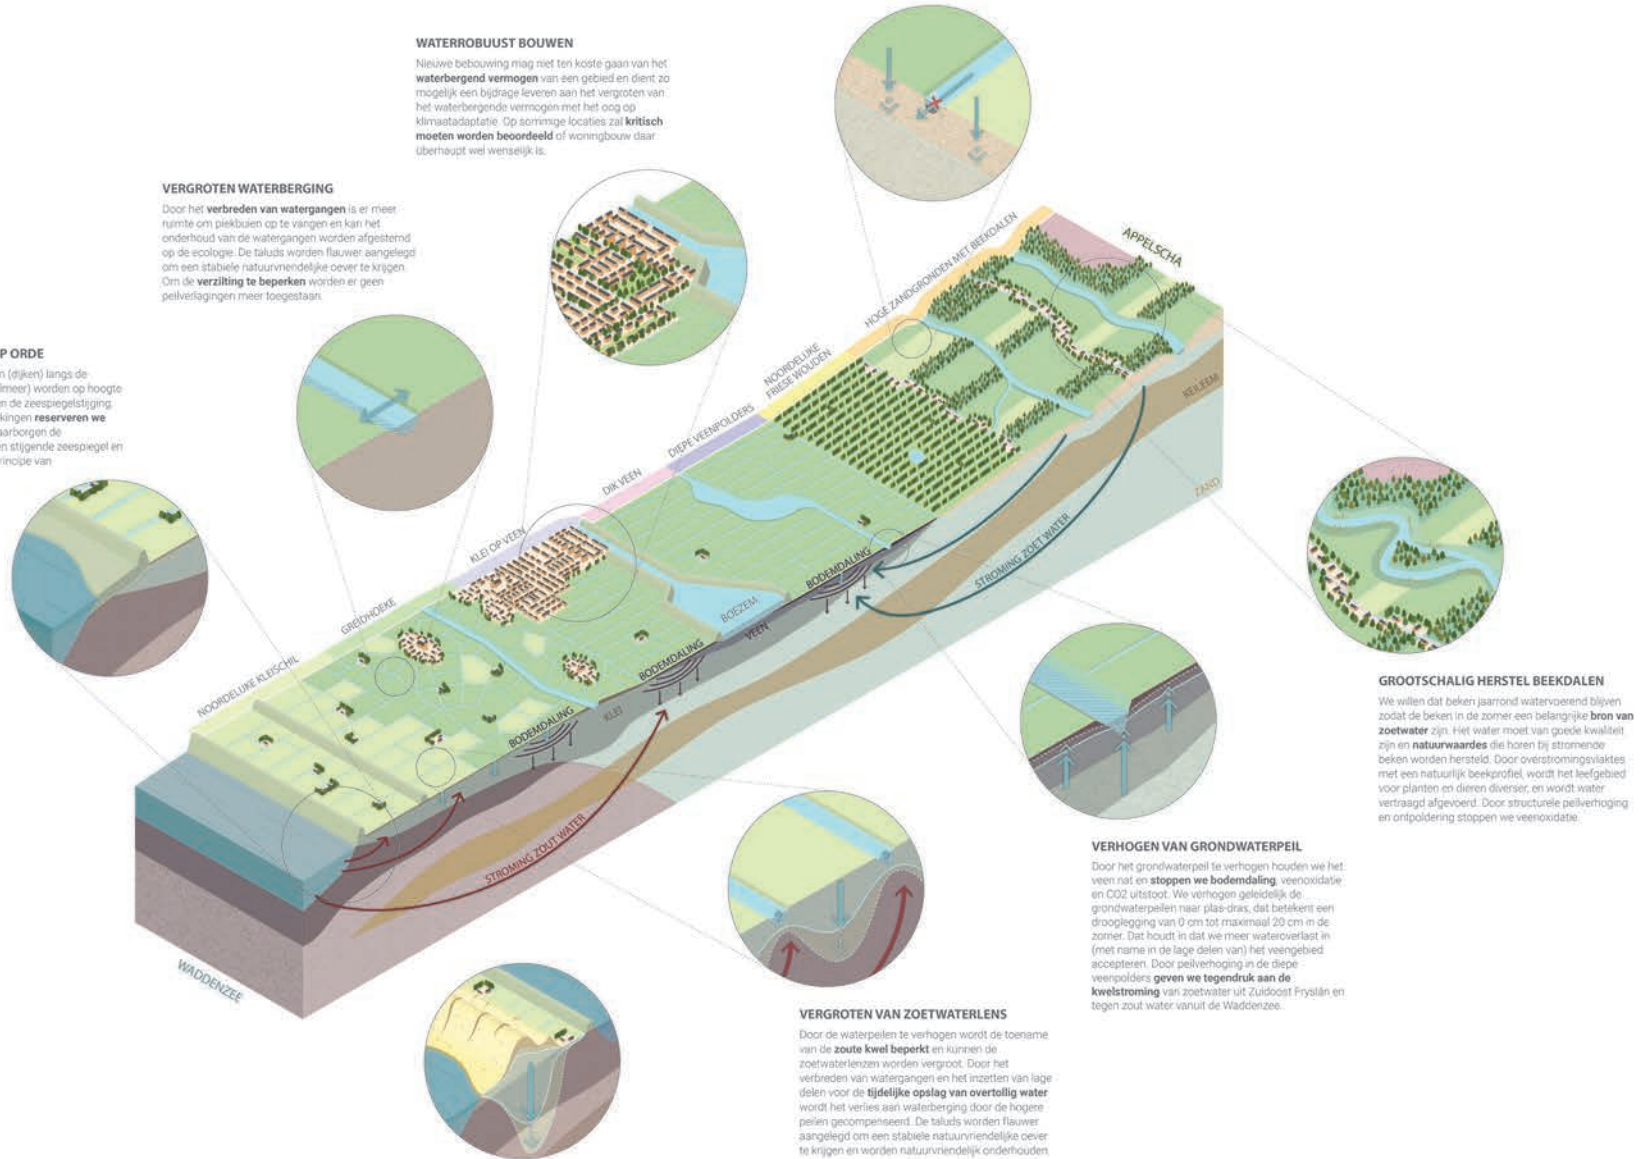 WATERROBUUST BOUWEN
Nieuwe bebouwing mag niet ten koste gaan van het
waterbergend vermogen van een gebied en dient zo
mogelijk een bijdrage leveren aan het vergroten van
het waterbergende vermogen met het oog op
klimaatadaptatie. Op sommige locaties zal kritisch
moeten worden beoordeeld of woningbouw daar
überhaupt wel wenselijk is.
VERGROTEN WATERBERGING
Door het verbreden van watergangen is er meer
ruimte om piekbuien op te vangen en kan het
onderhoud van de watergangen worden afgestemd
op de ecologie. De taluds worden flauwer aangelegd
om een stabiele natuurvriendelijke oever te krijgen.
Om de verzilting te beperken worden er geen
peilverlagingen meer toegestaan.
P ORDE
n (dijken) langs de
lmeer) worden op hoogte
en de zeespiegelstijging.
kingen reserveren we
aarborgen de
en stijgende zeespiegel en
rincipe van
APPELSCHA
HOGE ZANDGRONDEN MET BEEKDALEN
NOORDELIJKE
FRIESE WOUDEN
DIEPE VEENPOLDERS
DIK VEEN
KLEI OP VEEN
GREIDHOEKE
NOORDELIJKE KLEISCHIL
KEILEEM
ZAND
STROMING ZOET WATER
BODEMDALING
BOEZEM
VEEN
BODEMDALING
KLEI
BODEMDALING
STROMING ZOUT WATER
WADDENZEE
GROOTSCHALIG HERSTEL BEEKDALEN
We willen dat beken jaarrond watervoerend blijven
zodat de beken in de zomer een belangrijke bron van
zoetwater zijn. Het water moet van goede kwaliteit
zijn en natuurwaardes die horen bij stromende
beken worden hersteld. Door overstromingsvlaktes
met een natuurlijk beekprofiel, wordt het leefgebied
voor planten en dieren diverser, en wordt water
vertraagd afgevoerd. Door structurele peilverhoging
en ontpoldering stoppen we veenoxidatie.
VERHOGEN VAN GRONDWATERPEIL
Door het grondwaterpeil te verhogen houden we het
veen nat en stoppen we bodemdaling, veenoxidatie
en CO2 uitstoot. We verhogen geleidelijk de
grondwaterpeilen naar plas-dras, dat betekent een
drooglegging van 0 cm tot maximaal 20 cm in de
zomer. Dat houdt in dat we meer wateroverlast in
(met name in de lage delen van) het veengebied
accepteren. Door peilverhoging in de diepe
veenpolders geven we tegendruk aan de
kwelstroming van zoetwater uit Zuidoost Fryslân en
tegen zout water vanuit de Waddenzee.
VERGROTEN VAN ZOETWATERLENS
Door de waterpeilen te verhogen wordt de toename
van de zoute kwel beperkt en kunnen de
zoetwaterlenzen worden vergroot. Door het
verbreden van watergangen en het inzetten van lage
delen voor de tijdelijke opslag van overtollig water
wordt het verlies aan waterberging door de hogere
peilen gecompenseerd. De taluds worden flauwer
aangelegd om een stabiele natuurvriendelijke oever
te krijgen en worden natuurvriendelijk onderhouden.